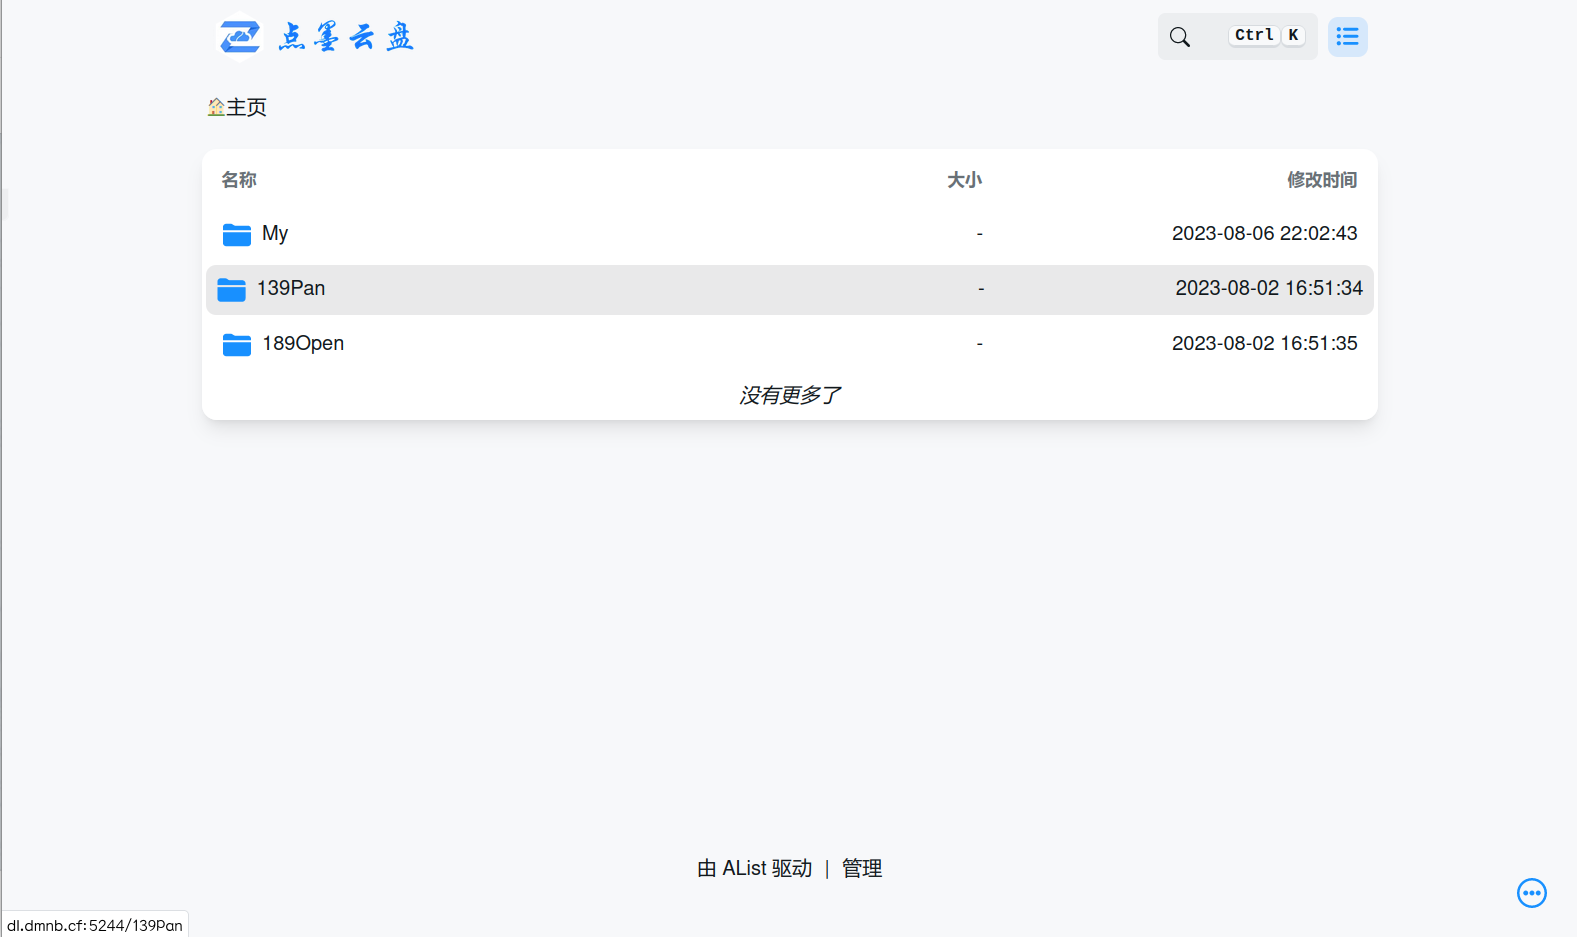 点墨云盘
Ctrl K
主页
名称 大小 修改时间
My - 2023-08-06 22:02:43
139Pan - 2023-08-02 16:51:34
189Open - 2023-08-02 16:51:35
没有更多了
由 AList 驱动 | 管理
dl.dmnb.cf:5244/139Pan